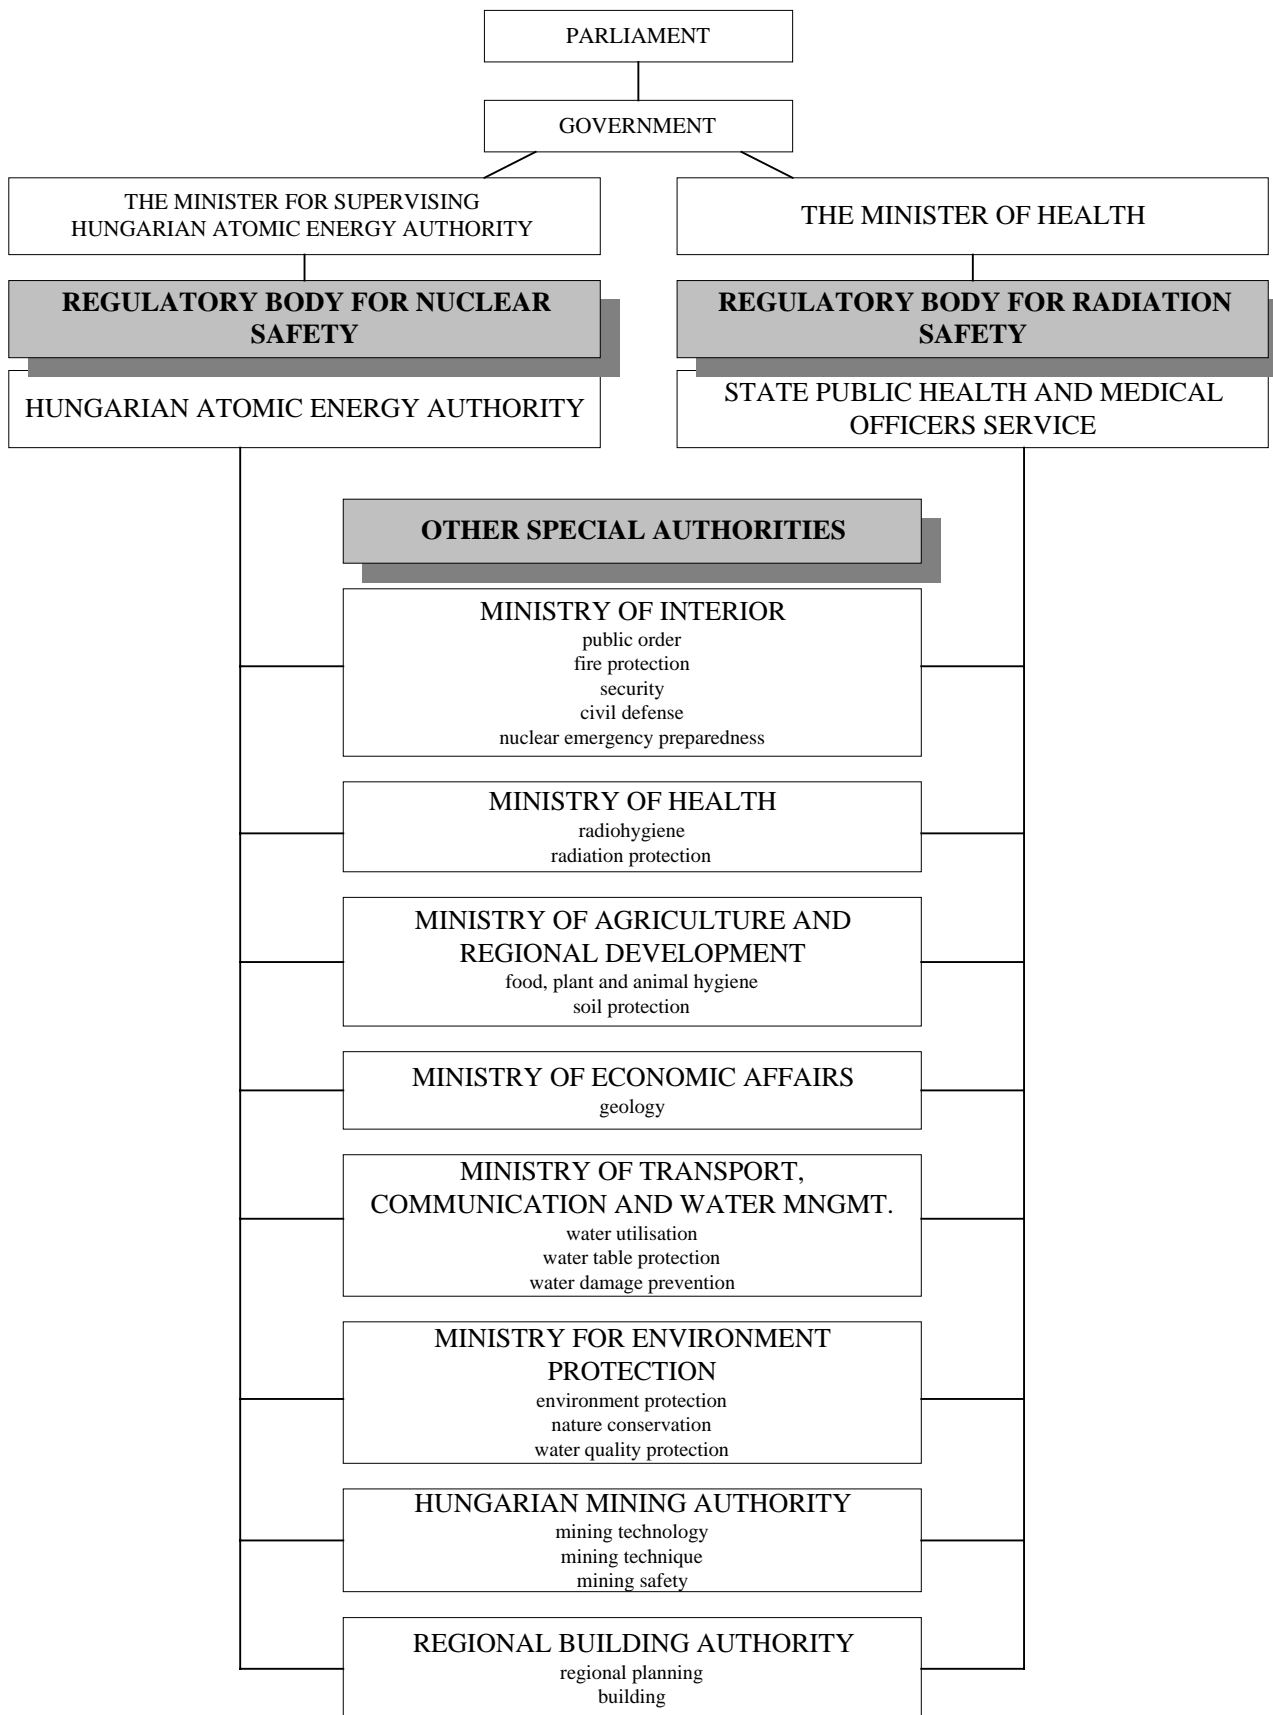 PARLIAMENT
GOVERNMENT
THE MINISTER FOR SUPERVISING
HUNGARIAN ATOMIC ENERGY AUTHORITY
THE MINISTER OF HEALTH
REGULATORY BODY FOR NUCLEAR
SAFETY
REGULATORY BODY FOR RADIATION
SAFETY
HUNGARIAN ATOMIC ENERGY AUTHORITY
STATE PUBLIC HEALTH AND MEDICAL
OFFICERS SERVICE
OTHER SPECIAL AUTHORITIES
MINISTRY OF INTERIOR
public order
fire protection
security
civil defense
nuclear emergency preparedness
MINISTRY OF HEALTH
radiohygiene
radiation protection
MINISTRY OF AGRICULTURE AND
REGIONAL DEVELOPMENT
food, plant and animal hygiene
soil protection
MINISTRY OF ECONOMIC AFFAIRS
geology
MINISTRY OF TRANSPORT,
COMMUNICATION AND WATER MNGMT.
water utilisation
water table protection
water damage prevention
MINISTRY FOR ENVIRONMENT
PROTECTION
environment protection
nature conservation
water quality protection
HUNGARIAN MINING AUTHORITY
mining technology
mining technique
mining safety
REGIONAL BUILDING AUTHORITY
regional planning
building